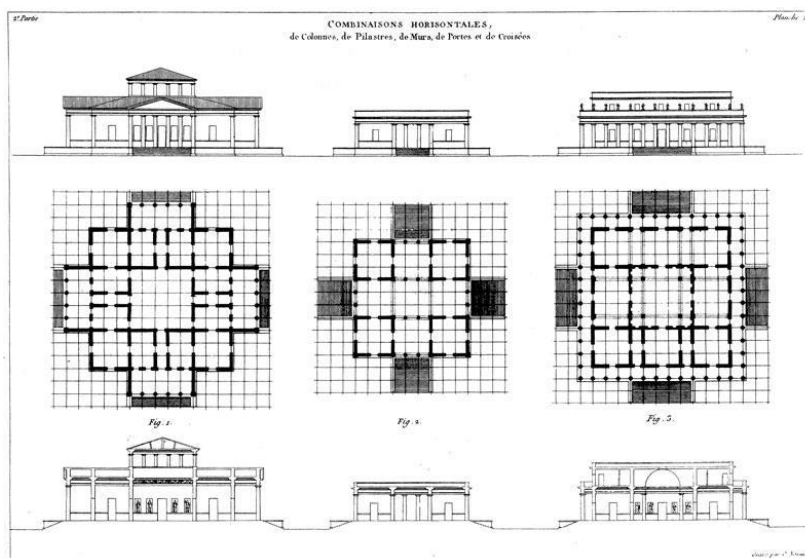 2.e Partie
COMBINAISONS HORISONTALES,
de Colonnes, de Pilastres, de Murs, de Portes et de Croisées
Planche
Fig. 1.
Fig. 2.
Fig. 3.